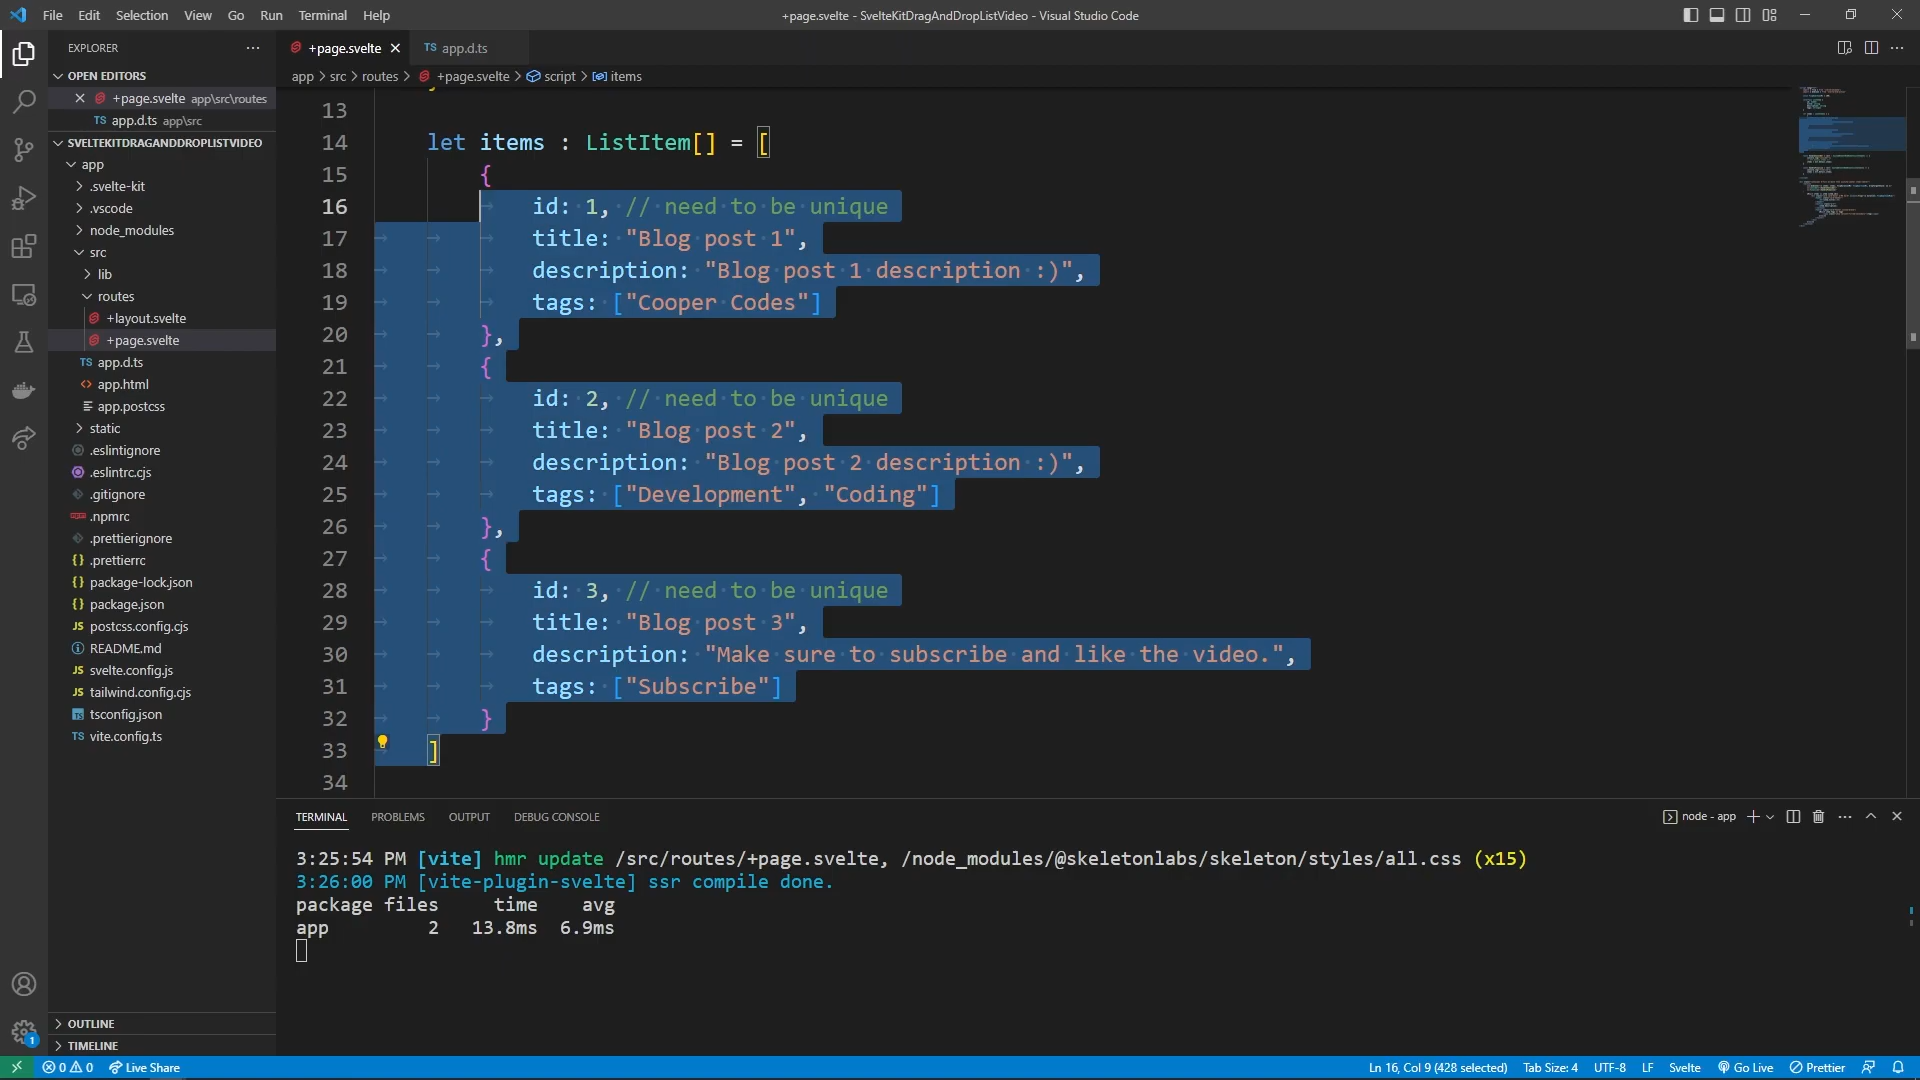 File Edit Selection View Go Run Terminal Help
+page.svelte - SvelteKitDragAndDropListVideo - Visual Studio Code
EXPLORER
OPEN EDITORS
+page.svelte app\src\routes
TS app.d.ts app\src
SVELTEKITDRAGANDDROPLISTVIDEO
app
.svelte-kit
.vscode
node_modules
src
lib
routes
+layout.svelte
+page.svelte
TS app.d.ts
app.html
app.postcss
static
.eslintignore
.eslintrc.cjs
.gitignore
.npmrc
.prettierignore
{} .prettierrc
{} package-lock.json
{} package.json
JS postcss.config.cjs
README.md
JS svelte.config.js
JS tailwind.config.cjs
TS tsconfig.json
TS vite.config.ts
OUTLINE
TIMELINE
+page.svelte
TS app.d.ts
app > src > routes > +page.svelte > script > items
13
14 let items : ListItem[] = [
15 {
16 id: 1, // need to be unique
17 title: "Blog post 1",
18 description: "Blog post 1 description :)",
19 tags: ["Cooper Codes"]
20 },
21 {
22 id: 2, // need to be unique
23 title: "Blog post 2",
24 description: "Blog post 2 description :)",
25 tags: ["Development", "Coding"]
26 },
27 {
28 id: 3, // need to be unique
29 title: "Blog post 3",
30 description: "Make sure to subscribe and like the video.",
31 tags: ["Subscribe"]
32 }
33 ]
34
TERMINAL PROBLEMS OUTPUT DEBUG CONSOLE
node - app
3:25:54 PM [vite] hmr update /src/routes/+page.svelte, /node_modules/@skeletonlabs/skeleton/styles/all.css (x15)
3:26:00 PM [vite-plugin-svelte] ssr compile done.
package files time avg
app 2 13.8ms 6.9ms
1
0 0 Live Share
Ln 16, Col 9 (428 selected) Tab Size: 4 UTF-8 LF Svelte Go Live Prettier